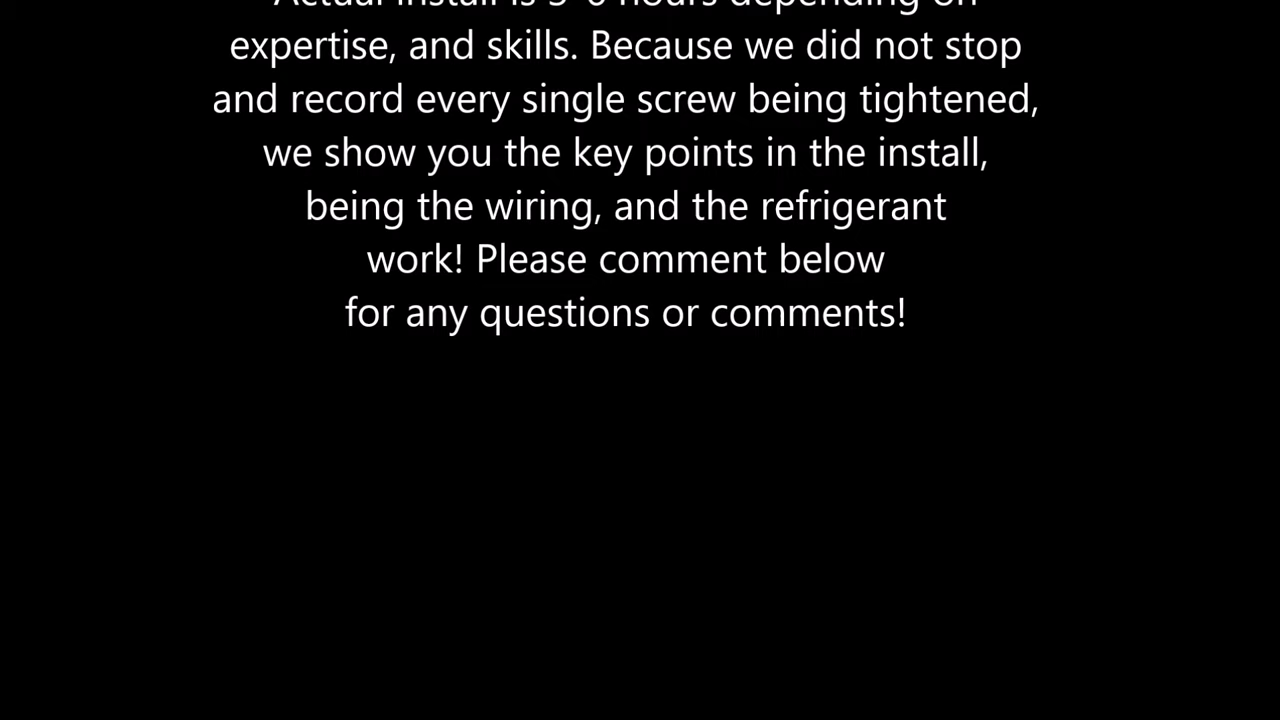 Actual install is
hours depending on
expertise, and skills. Because we did not stop
and record every single screw being tightened,
we show you the key points in the install,
being the wiring, and the refrigerant
work! Please comment below
for any questions or comments!